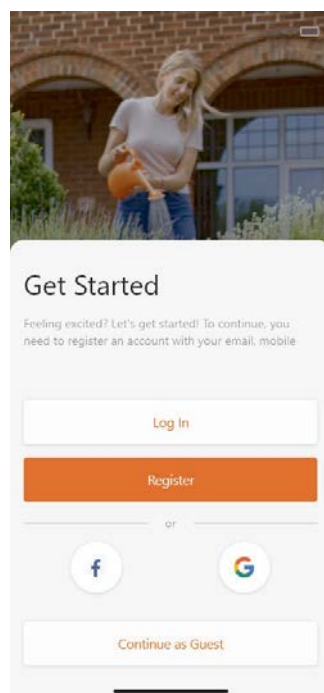 Get Started
Feeling excited? Let's get started! To continue, you
need to register an account with your email, mobile
Log In
Register
or
f
G
Continue as Guest